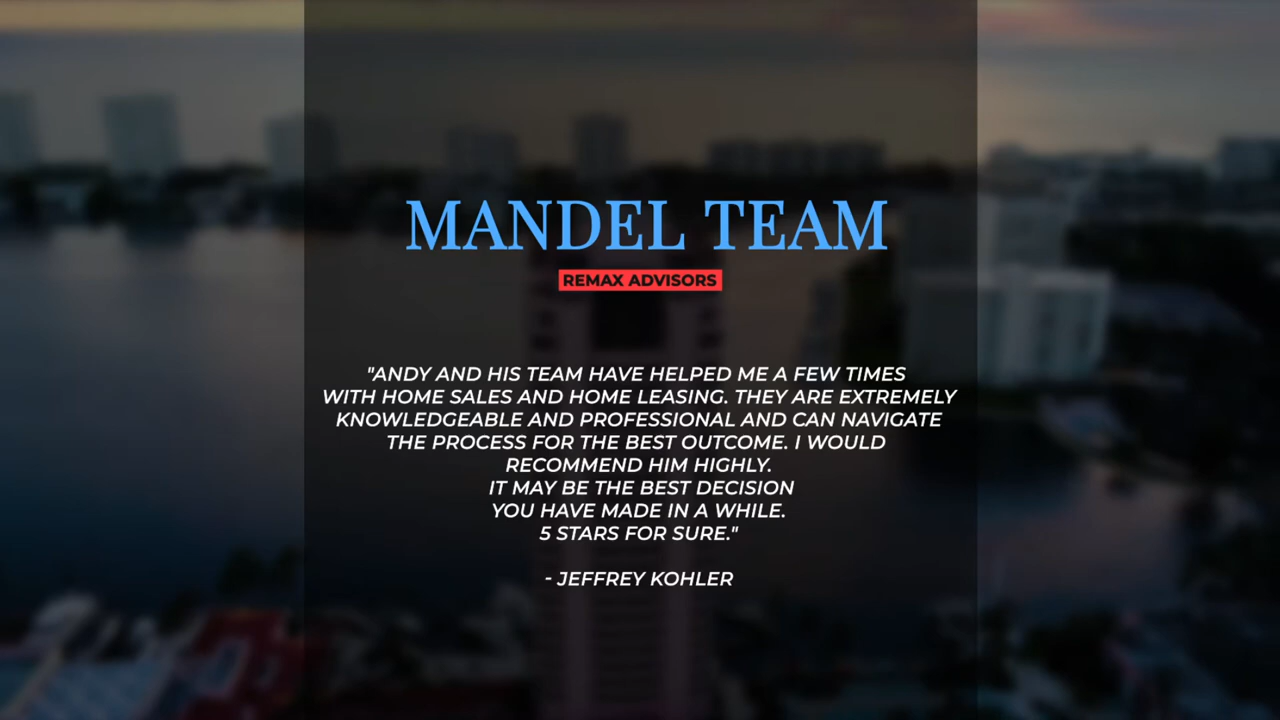 MANDEL TEAM
REMAX ADVISORS
"ANDY AND HIS TEAM HAVE HELPED ME A FEW TIMES
WITH HOME SALES AND HOME LEASING. THEY ARE EXTREMELY
KNOWLEDGEABLE AND PROFESSIONAL AND CAN NAVIGATE
THE PROCESS FOR THE BEST OUTCOME. I WOULD
RECOMMEND HIM HIGHLY.
IT MAY BE THE BEST DECISION
YOU HAVE MADE IN A WHILE.
5 STARS FOR SURE."
- JEFFREY KOHLER